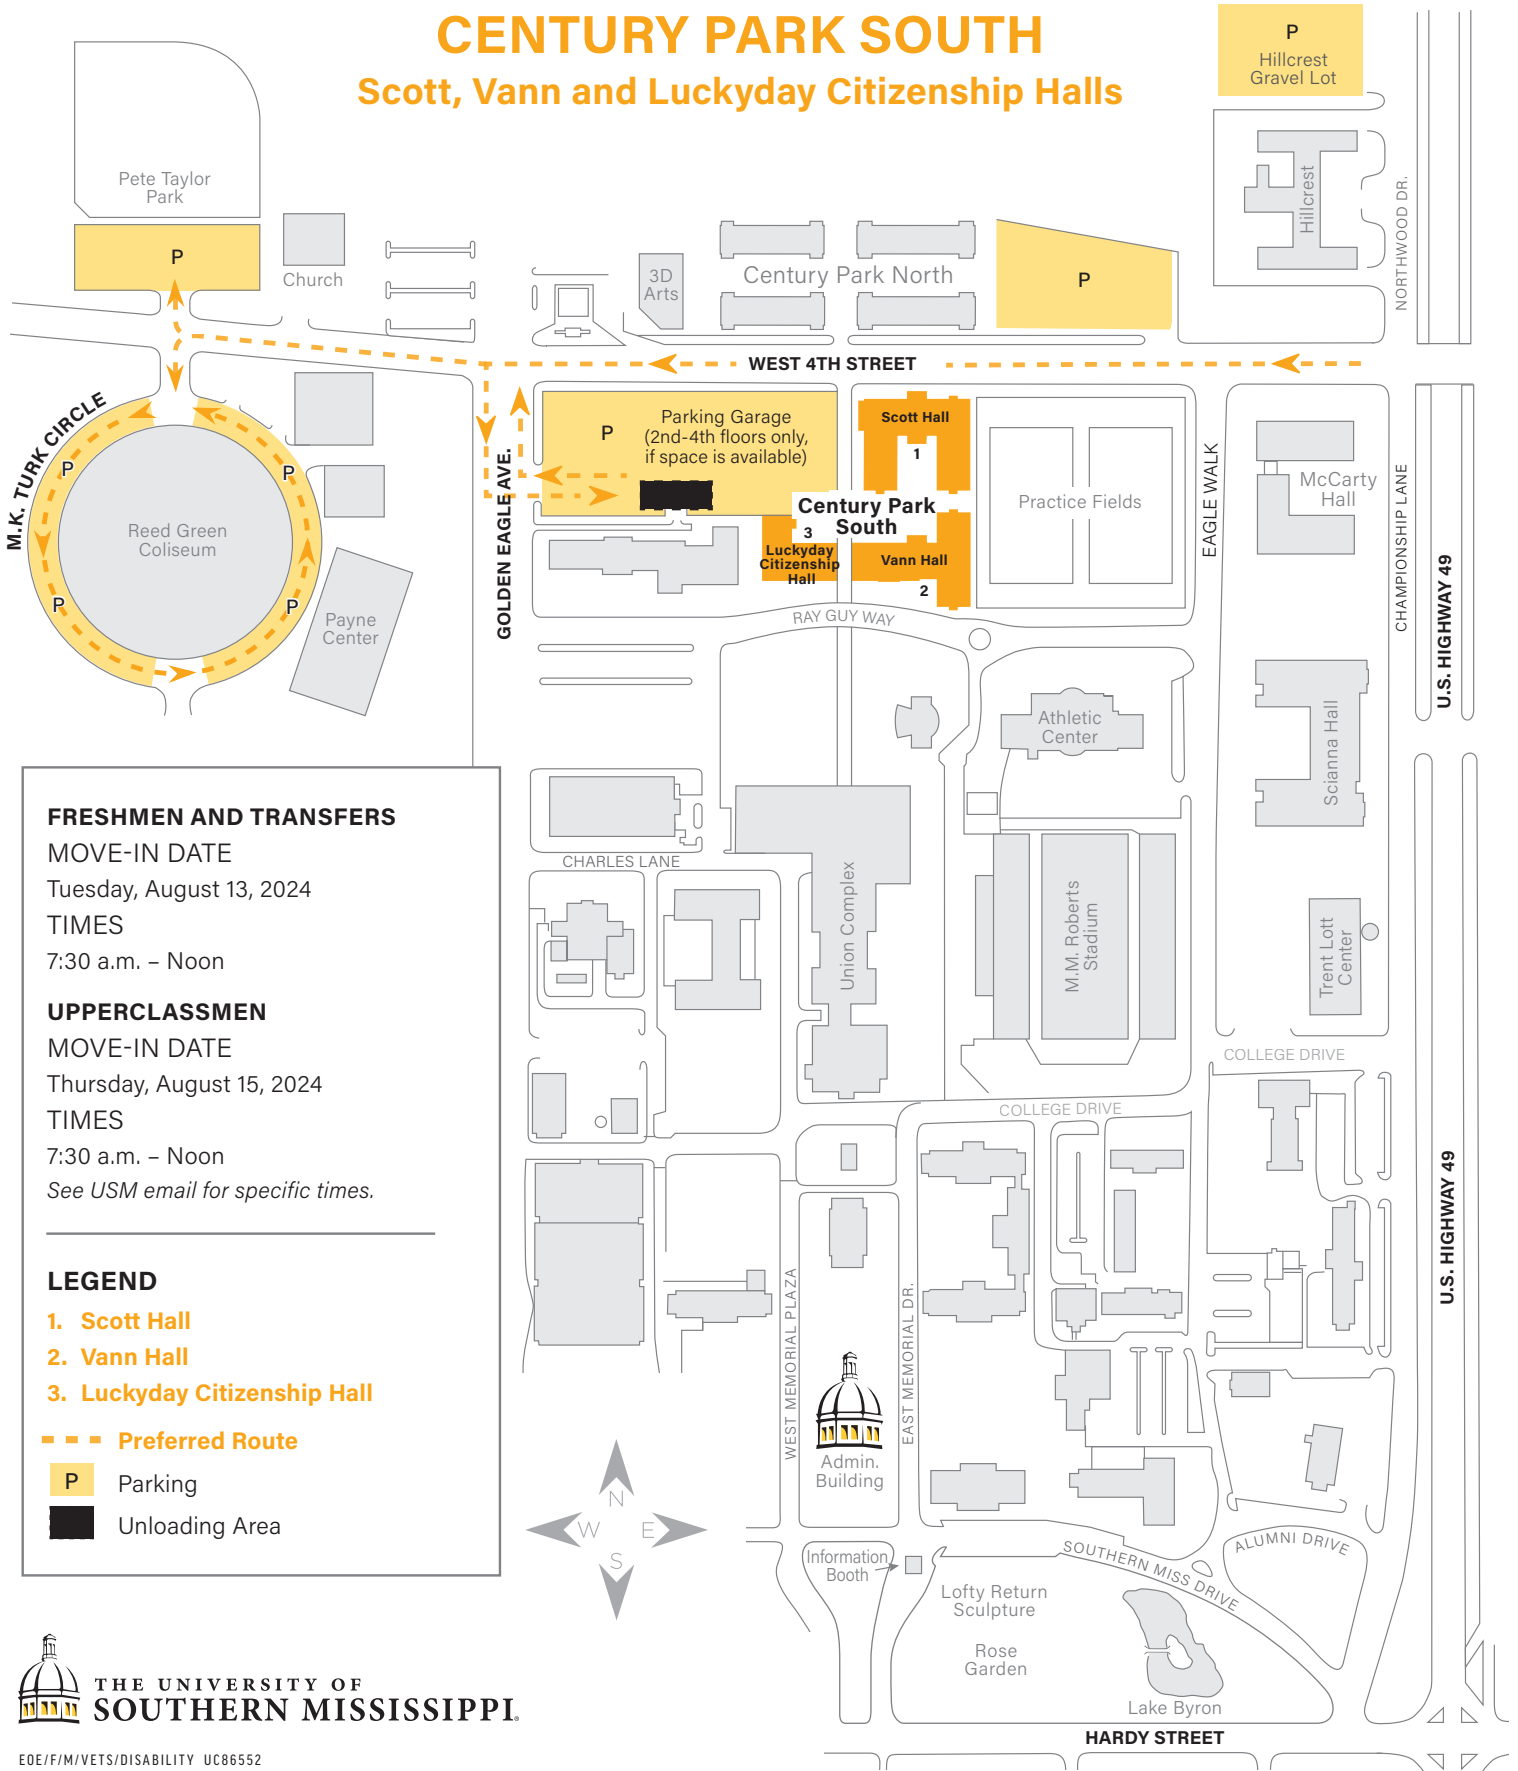 CENTURY PARK SOUTH
Scott, Vann and Luckyday Citizenship Halls
P
Hillcrest
Gravel Lot
Pete Taylor
Park
P
Church
3D
Arts
Century Park North
P
Hillcrest
NORTHWOOD DR.
WEST 4TH STREET
M.K. TURK CIRCLE
P
P
P
P
Reed Green
Coliseum
Payne
Center
GOLDEN EAGLE AVE.
P
Parking Garage
(2nd-4th floors only,
if space is available)
Scott Hall
1
Century Park
South
3
Luckyday
Citizenship
Hall
Vann Hall
2
Practice Fields
EAGLE WALK
McCarty
Hall
CHAMPIONSHIP LANE
U.S. HIGHWAY 49
RAY GUY WAY
Athletic
Center
Scianna Hall
CHARLES LANE
Union Complex
M.M. Roberts
Stadium
Trent Lott
Center
COLLEGE DRIVE
COLLEGE DRIVE
U.S. HIGHWAY 49
FRESHMEN AND TRANSFERS
MOVE-IN DATE
Tuesday, August 13, 2024
TIMES
7:30 a.m. – Noon
UPPERCLASSMEN
MOVE-IN DATE
Thursday, August 15, 2024
TIMES
7:30 a.m. – Noon
See USM email for specific times.
LEGEND
1. Scott Hall
2. Vann Hall
3. Luckyday Citizenship Hall
Preferred Route
P Parking
Unloading Area
N
W E
S
WEST MEMORIAL PLAZA
EAST MEMORIAL DR.
Admin.
Building
Information
Booth
SOUTHERN MISS DRIVE
ALUMNI DRIVE
Lofty Return
Sculpture
Rose
Garden
Lake Byron
HARDY STREET
THE UNIVERSITY OF
SOUTHERN MISSISSIPPI.
EOE/F/M/VETS/DISABILITY UC86552